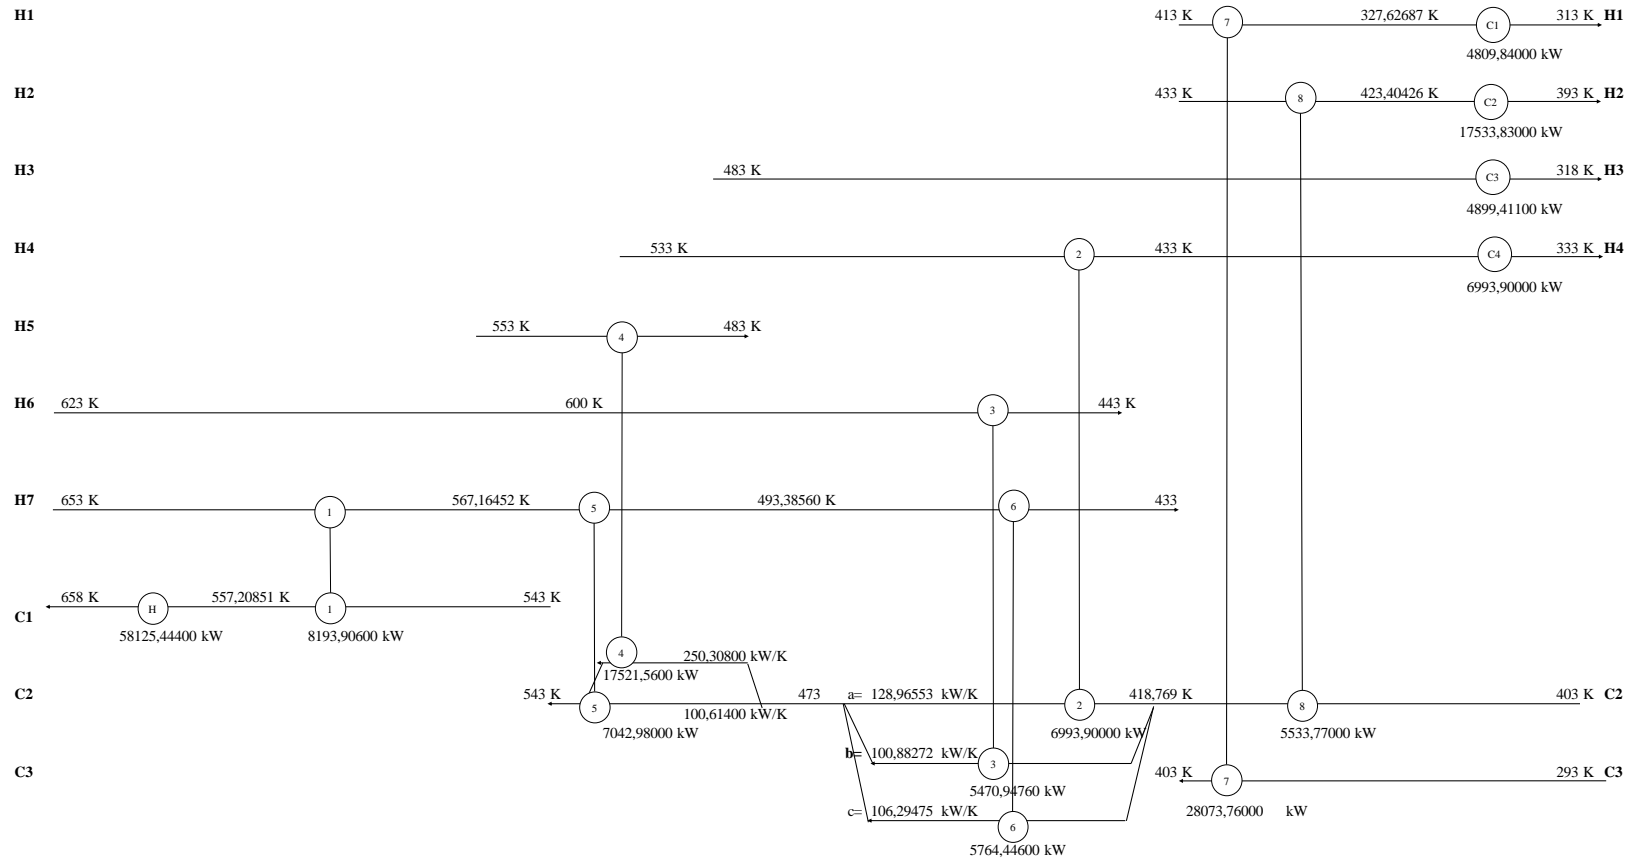 H1 413 K 7 327,62687 K C1 313 K H1
4809,84000 kW
H2 433 K 8 423,40426 K C2 393 K H2
17533,83000 kW
H3 483 K C3 318 K H3
4899,41100 kW
H4 533 K 2 433 K C4 333 K H4
6993,90000 kW
H5 553 K 4 483 K
H6 623 K 600 K 3 443 K
H7 653 K 1 567,16452 K 5 493,38560 K 6 433
658 K H 557,20851 K 1 543 K
C1
58125,44400 kW 8193,90600 kW
4 250,30800 kW/K
17521,5600 kW
C2 543 K 5 473 a= 128,96553 kW/K 2 418,769 K 8 403 K C2
100,61400 kW/K
7042,98000 kW 6993,90000 kW 5533,77000 kW
b= 100,88272 kW/K 3
C3 403 K 7 293 K C3
5470,94760 kW
c= 106,29475 kW/K 6 28073,76000 kW
5764,44600 kW